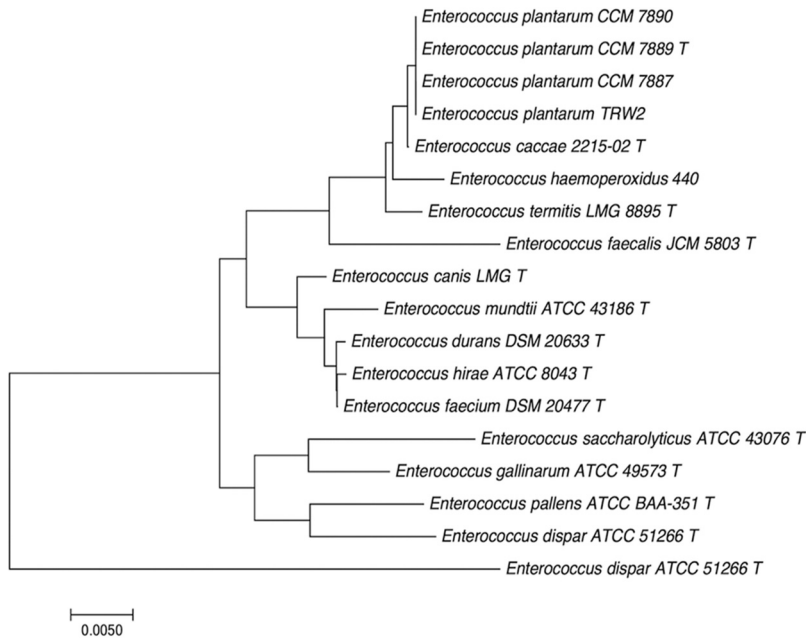 Enterococcus plantarum CCM 7890
Enterococcus plantarum CCM 7889 T
Enterococcus plantarum CCM 7887
Enterococcus plantarum TRW2
Enterococcus caccae 2215-02 T
Enterococcus haemoperoxidus 440
Enterococcus termitis LMG 8895 T
Enterococcus faecalis JCM 5803 T
Enterococcus canis LMG T
Enterococcus mundtii ATCC 43186 T
Enterococcus durans DSM 20633 T
Enterococcus hirae ATCC 8043 T
Enterococcus faecium DSM 20477 T
Enterococcus saccharolyticus ATCC 43076 T
Enterococcus gallinarum ATCC 49573 T
Enterococcus pallens ATCC BAA-351 T
Enterococcus dispar ATCC 51266 T
Enterococcus dispar ATCC 51266 T
0.0050